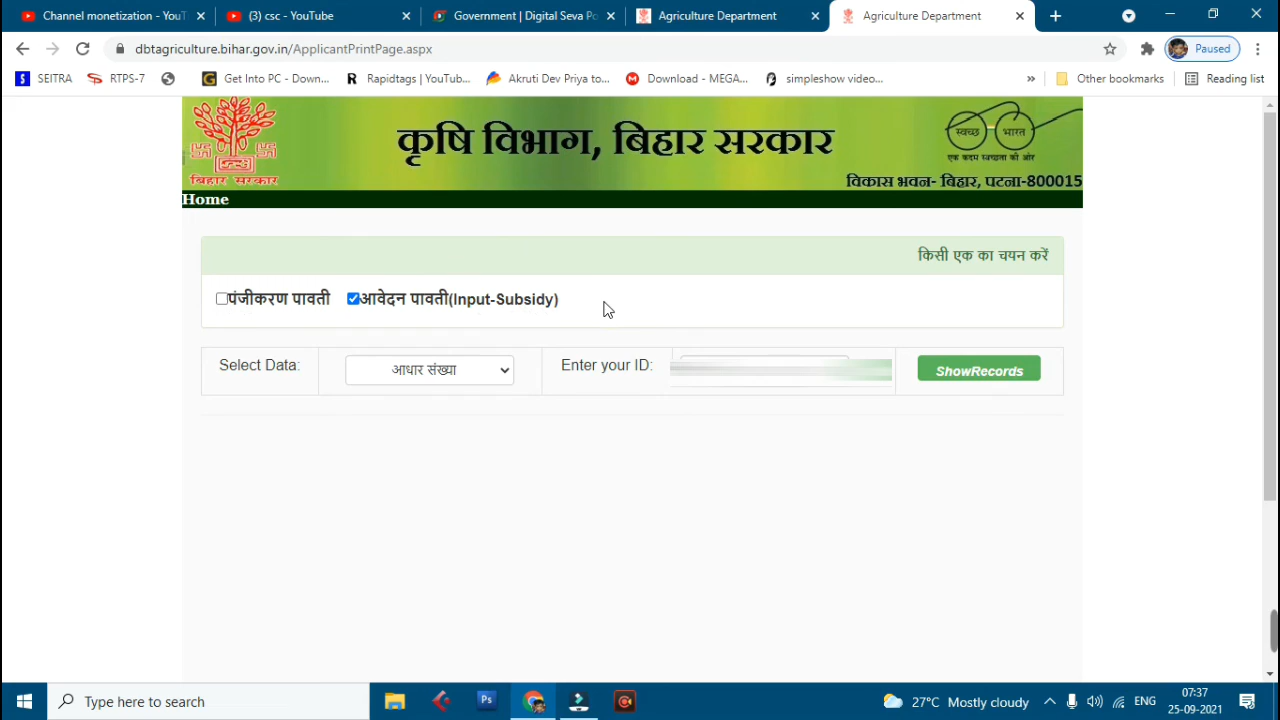 Channel monetization - YouT
(3) csc - YouTube
Government | Digital Seva Po
Agriculture Department
Agriculture Department
dbtagriculture.bihar.gov.in/ApplicantPrintPage.aspx
Paused
SEITRA
RTPS-7
Get Into PC - Down...
Rapidtags | YouTub...
Akruti Dev Priya to...
Download - MEGA...
simpleshow video...
»
Other bookmarks
Reading list
बिहार सरकार
कृषि विभाग, बिहार सरकार
स्वच्छ भारत
एक कदम स्वच्छता की ओर
विकास भवन- बिहार, पटना-800015
Home
किसी एक का चयन करें
पंजीकरण पावती आवेदन पावती(Input-Subsidy)
Select Data: आधार संख्या Enter your ID: ShowRecords
Type here to search
Ps
27°C Mostly cloudy
ENG
07:37
25-09-2021